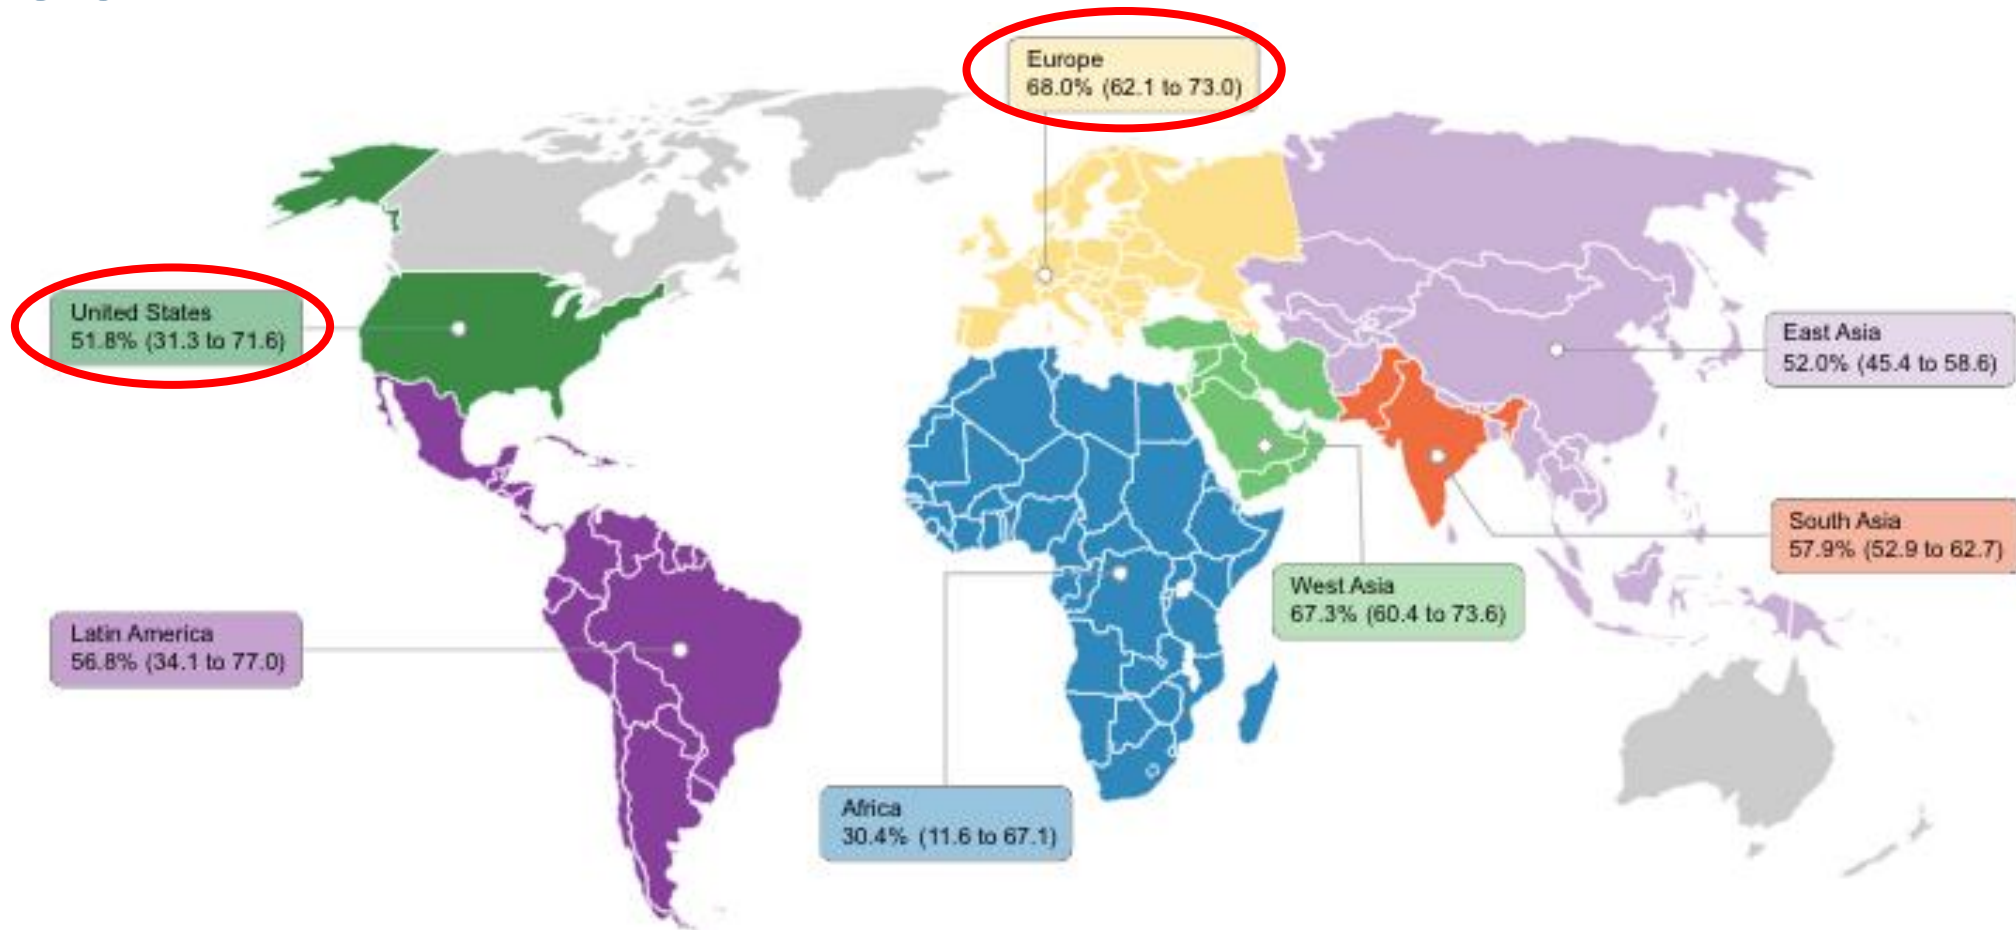 Europe
68.0% (62.1 to 73.0)
United States
51.8% (31.3 to 71.6)
East Asia
52.0% (45.4 to 58.6)
South Asia
57.9% (52.9 to 62.7)
West Asia
67.3% (60.4 to 73.6)
Latin America
56.8% (34.1 to 77.0)
Africa
30.4% (11.6 to 67.1)